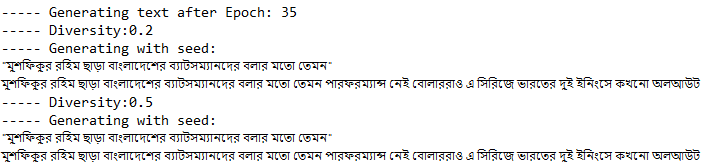 ----- Generating text after Epoch: 35
----- Diversity:0.2
----- Generating with seed:
"মুশফিকুর রহিম ছাড়া বাংলাদেশের ব্যাটসম্যানদের বলার মতো তেমন"
মুশফিকুর রহিম ছাড়া বাংলাদেশের ব্যাটসম্যানদের বলার মতো তেমন পারফরম্যান্স নেই বোলাররাও এ সিরিজে ভারতের দুই ইনিংসে কখনো অলআউট
----- Diversity:0.5
----- Generating with seed:
"মুশফিকুর রহিম ছাড়া বাংলাদেশের ব্যাটসম্যানদের বলার মতো তেমন"
মুশফিকুর রহিম ছাড়া বাংলাদেশের ব্যাটসম্যানদের বলার মতো তেমন পারফরম্যান্স নেই বোলাররাও এ সিরিজে ভারতের দুই ইনিংসে কখনো অলআউট